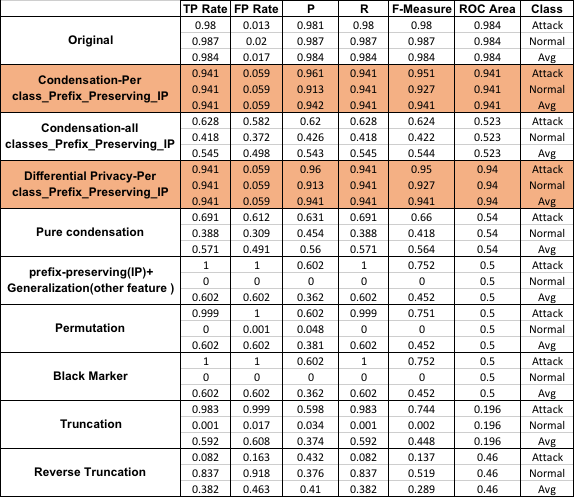 TP Rate FP Rate P R F-Measure ROC Area Class
Original
0.98 0.013 0.981 0.98 0.98 0.984 Attack
0.987 0.02 0.987 0.987 0.987 0.984 Normal
0.984 0.017 0.984 0.984 0.984 0.984 Avg
Condensation-Per
class_Prefix_Preserving_IP
0.941 0.059 0.961 0.941 0.951 0.941 Attack
0.941 0.059 0.913 0.941 0.927 0.941 Normal
0.941 0.059 0.942 0.941 0.941 0.941 Avg
Condensation-all
classes_Prefix_Preserving_IP
0.628 0.582 0.62 0.628 0.624 0.523 Attack
0.418 0.372 0.426 0.418 0.422 0.523 Normal
0.545 0.498 0.543 0.545 0.544 0.523 Avg
Differential Privacy-Per
class_Prefix_Preserving_IP
0.941 0.059 0.96 0.941 0.95 0.94 Attack
0.941 0.059 0.913 0.941 0.927 0.94 Normal
0.941 0.059 0.941 0.941 0.941 0.94 Avg
Pure condensation
0.691 0.612 0.631 0.691 0.66 0.54 Attack
0.388 0.309 0.454 0.388 0.418 0.54 Normal
0.571 0.491 0.56 0.571 0.564 0.54 Avg
prefix-preserving(IP)+
Generalization(other feature )
1 1 0.602 1 0.752 0.5 Attack
0 0 0 0 0 0.5 Normal
0.602 0.602 0.362 0.602 0.452 0.5 Avg
Permutation
0.999 1 0.602 0.999 0.751 0.5 Attack
0 0.001 0.048 0 0 0.5 Normal
0.602 0.602 0.381 0.602 0.452 0.5 Avg
Black Marker
1 1 0.602 1 0.752 0.5 Attack
0 0 0 0 0 0.5 Normal
0.602 0.602 0.362 0.602 0.452 0.5 Avg
Truncation
0.983 0.999 0.598 0.983 0.744 0.196 Attack
0.001 0.017 0.034 0.001 0.002 0.196 Normal
0.592 0.608 0.374 0.592 0.448 0.196 Avg
Reverse Truncation
0.082 0.163 0.432 0.082 0.137 0.46 Attack
0.837 0.918 0.376 0.837 0.519 0.46 Normal
0.382 0.463 0.41 0.382 0.289 0.46 Avg